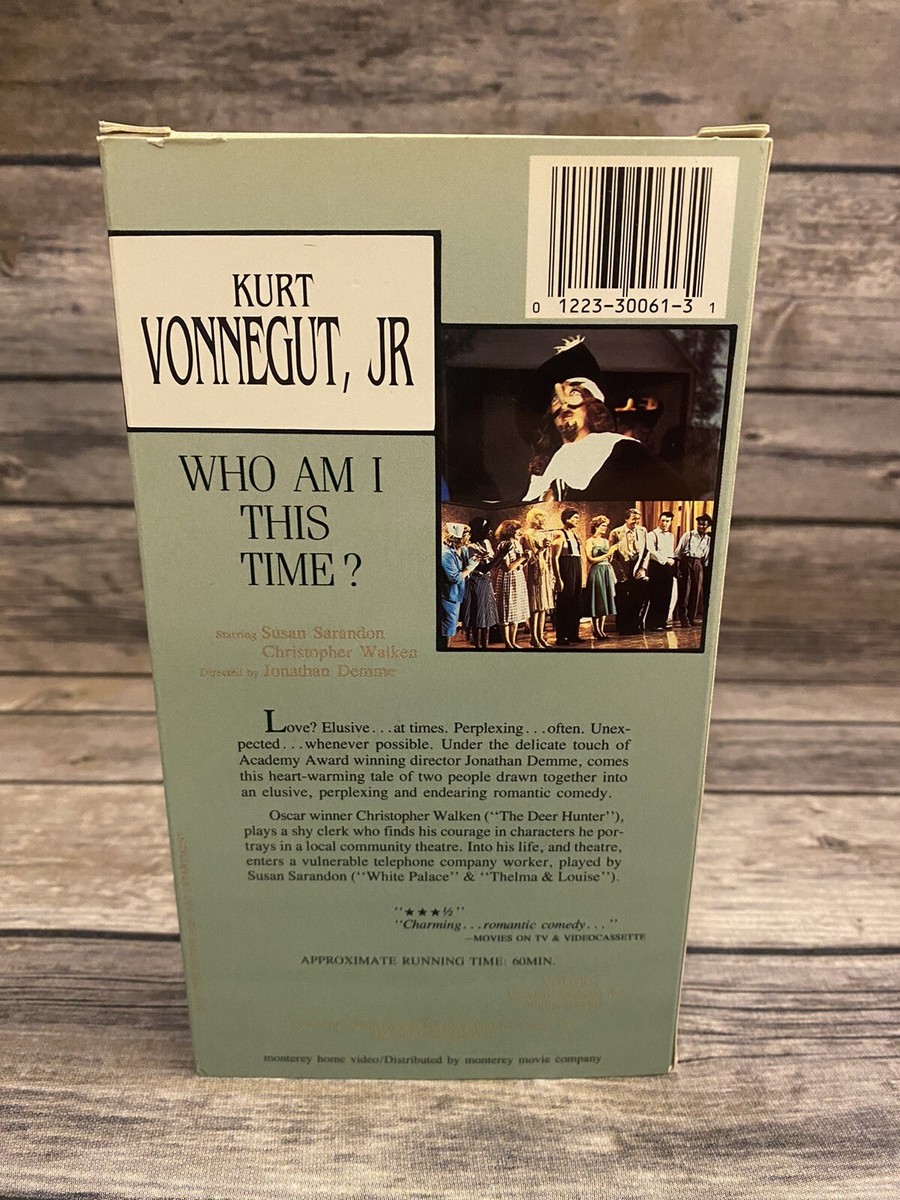 0 1223-30061-3 1
KURT
VONNEGUT, JR
WHO AM I
THIS
TIME?
Starring Susan Sarandon
Christopher Walken
Directed by Jonathan Demme
Love? Elusive...at times. Perplexing...often. Unex-
pected...whenever possible. Under the delicate touch of
Academy Award winning director Jonathan Demme, comes
this heart-warming tale of two people drawn together into
an elusive, perplexing and endearing romantic comedy.
Oscar winner Christopher Walken (“The Deer Hunter”),
plays a shy clerk who finds his courage in characters he por-
trays in a local community theatre. Into his life, and theatre,
enters a vulnerable telephone company worker, played by
Susan Sarandon (“White Palace” & “Thelma & Louise”).
“★★★½”
“Charming...romantic comedy...”
—MOVIES ON TV & VIDEOCASSETTE
APPROXIMATE RUNNING TIME: 60MIN.
monterey home video/Distributed by monterey movie company